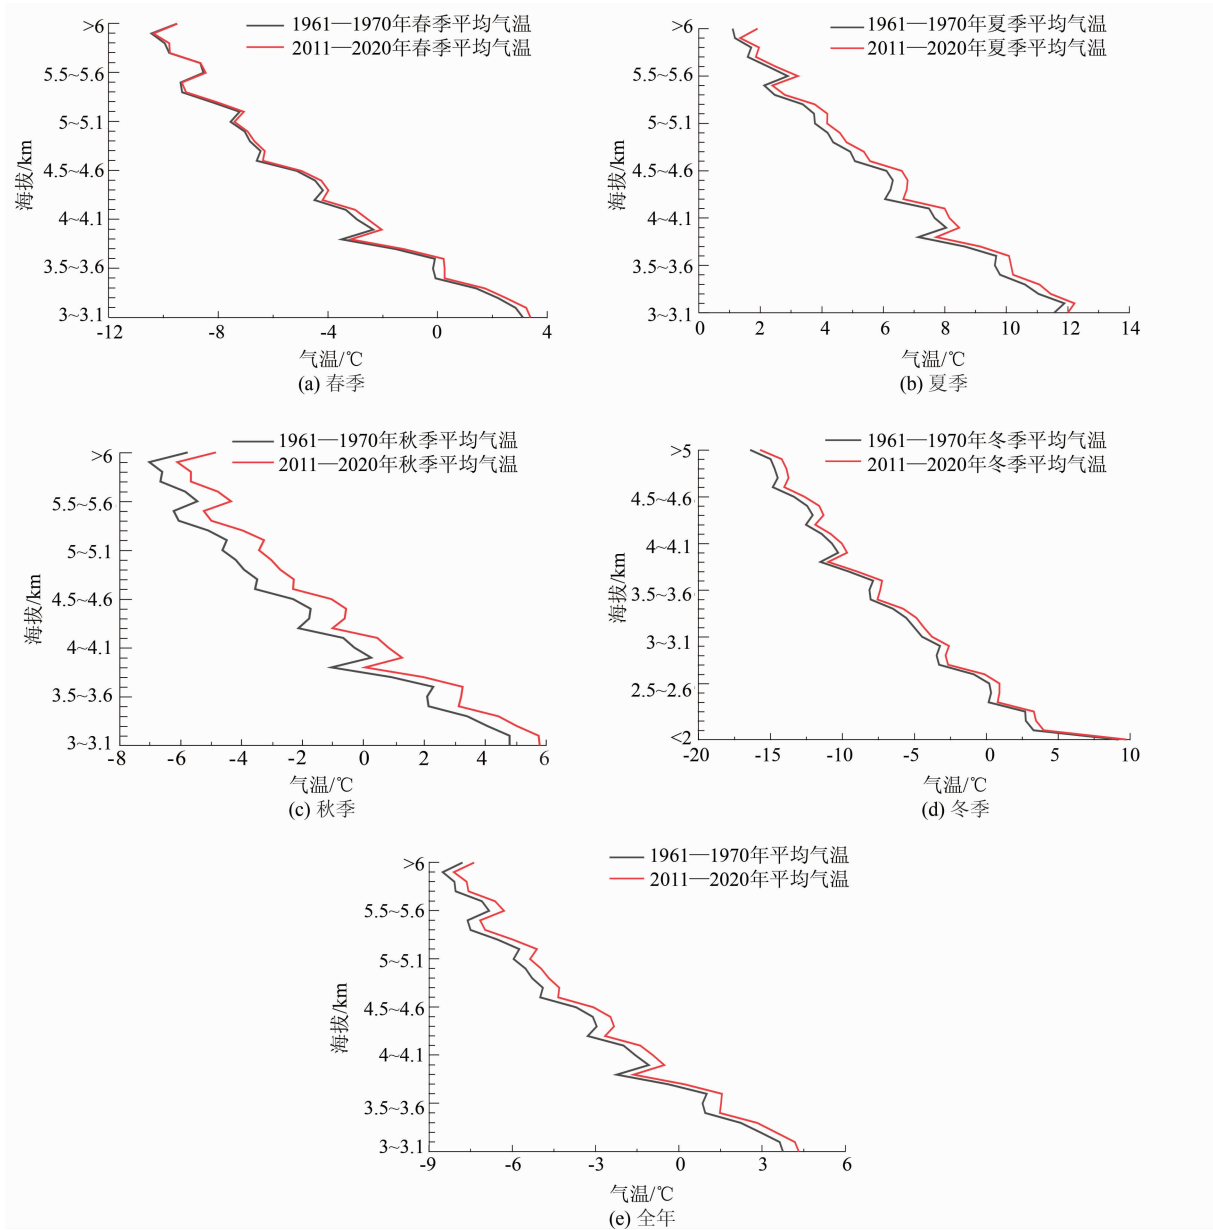 1961—1970年春季平均气温
2011—2020年春季平均气温
>6
5.5~5.6
5~5.1
4.5~4.6
4~4.1
3.5~3.6
3~3.1
海拔/km
-12
-8
-4
0
4
气温/℃
(a) 春季
1961—1970年夏季平均气温
2011—2020年夏季平均气温
>6
5.5~5.6
5~5.1
4.5~4.6
4~4.1
3.5~3.6
3~3.1
海拔/km
0
2
4
6
8
10
12
14
气温/℃
(b) 夏季
1961—1970年秋季平均气温
2011—2020年秋季平均气温
>6
5.5~5.6
5~5.1
4.5~4.6
4~4.1
3.5~3.6
3~3.1
海拔/km
-8
-6
-4
-2
0
2
4
6
气温/℃
(c) 秋季
1961—1970年冬季平均气温
2011—2020年冬季平均气温
>5
4.5~4.6
4~4.1
3.5~3.6
3~3.1
2.5~2.6
<2
海拔/km
-20
-15
-10
-5
0
5
10
气温/℃
(d) 冬季
1961—1970年平均气温
2011—2020年平均气温
>6
5.5~5.6
5~5.1
4.5~4.6
4~4.1
3.5~3.6
3~3.1
海拔/km
-9
-6
-3
0
3
6
气温/℃
(e) 全年